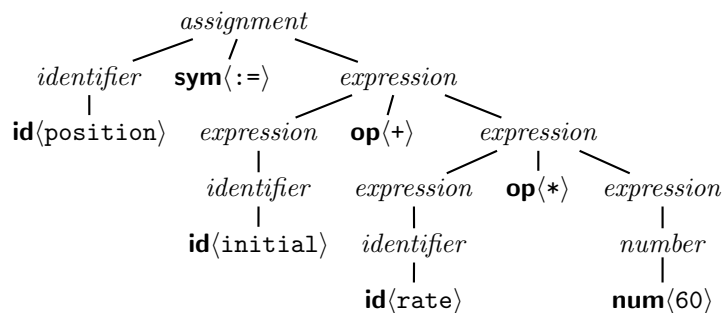 assignment
identifier sym⟨:=⟩ expression
id⟨position⟩ expression op⟨+⟩ expression
identifier expression op⟨*⟩ expression
id⟨initial⟩ identifier number
id⟨rate⟩ num⟨60⟩